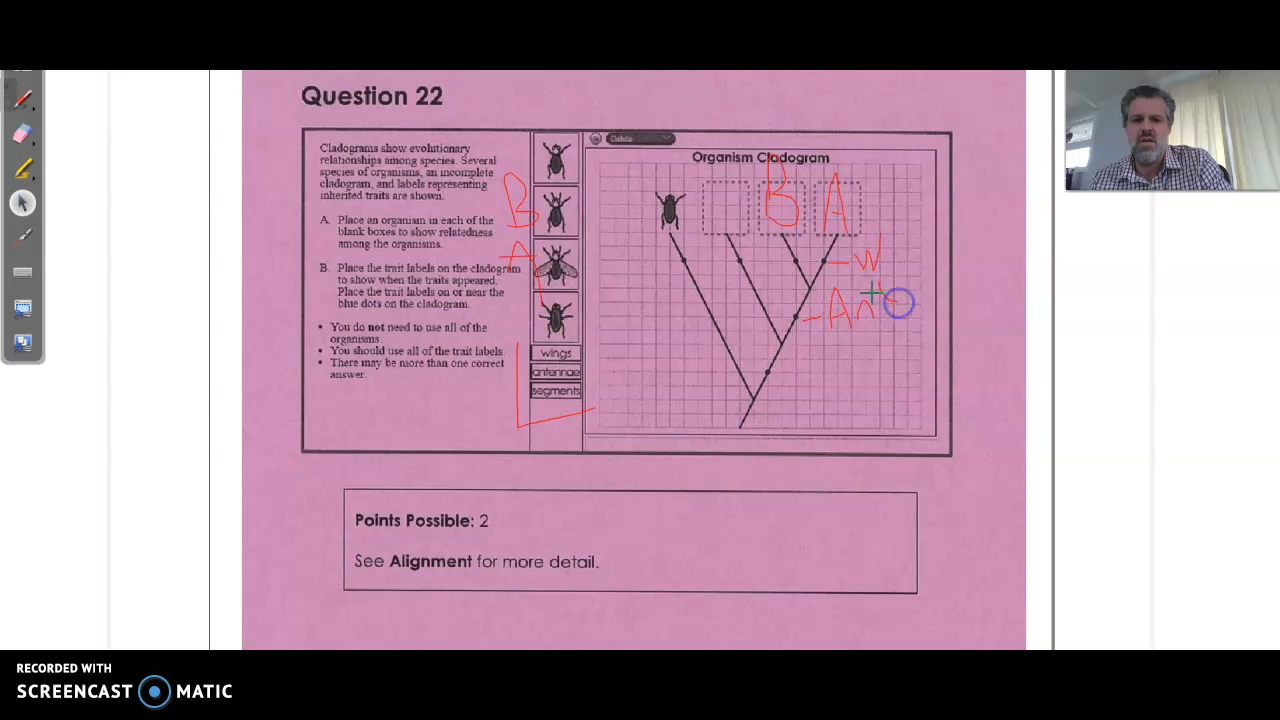 Question 22
Cladograms show evolutionary
relationships among species. Several
species of organisms, an incomplete
cladogram, and labels representing
inherited traits are shown.
A. Place an organism in each of the
blank boxes to show relatedness
among the organisms.
B. Place the trait labels on the cladogram
to show when the traits appeared.
Place the trait labels on or near the
blue dots on the cladogram.
• You do not need to use all of the
organisms.
• You should use all of the trait labels.
• There may be more than one correct
answer.
B
A
wings
antennae
segments
Delete
Organism Cladogram
B A
- W
- Ant
Points Possible: 2
See Alignment for more detail.
RECORDED WITH
SCREENCAST MATIC